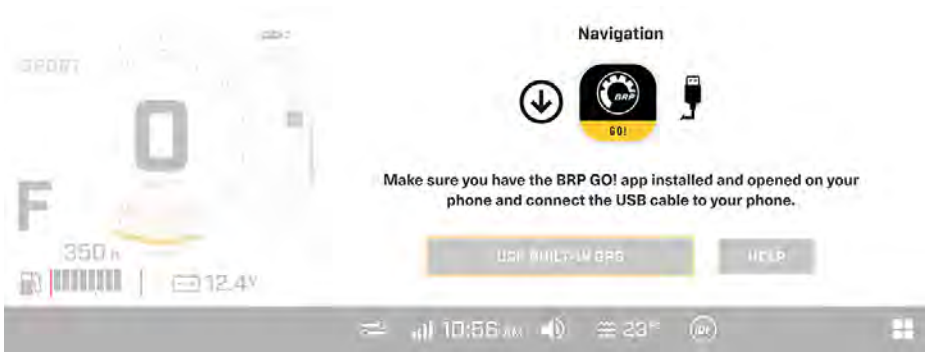 Navigation
SPORT
BRP
GO!
0
Make sure you have the BRP GO! app installed and opened on your
phone and connect the USB cable to your phone.
F
350 h
USE BUILT-IN GPS
HELP
12.4V
10:56 AM
23°
iDF